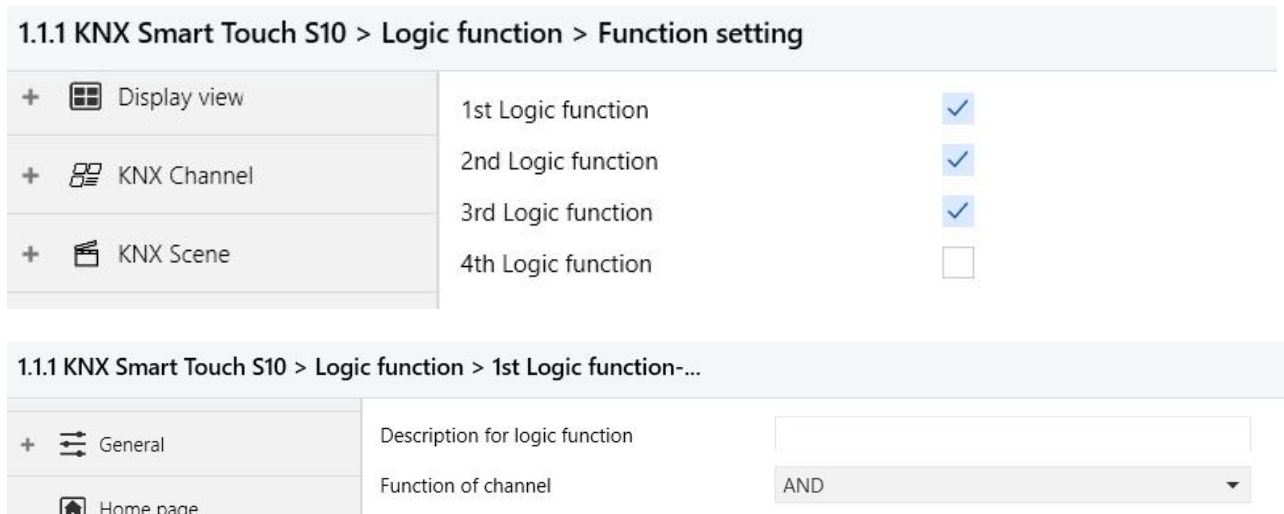 1.1.1 KNX Smart Touch S10 > Logic function > Function setting
+ Display view
+ KNX Channel
+ KNX Scene
1st Logic function
2nd Logic function
3rd Logic function
4th Logic function
1.1.1 KNX Smart Touch S10 > Logic function > 1st Logic function-...
+ General
Home page
Description for logic function
Function of channel AND